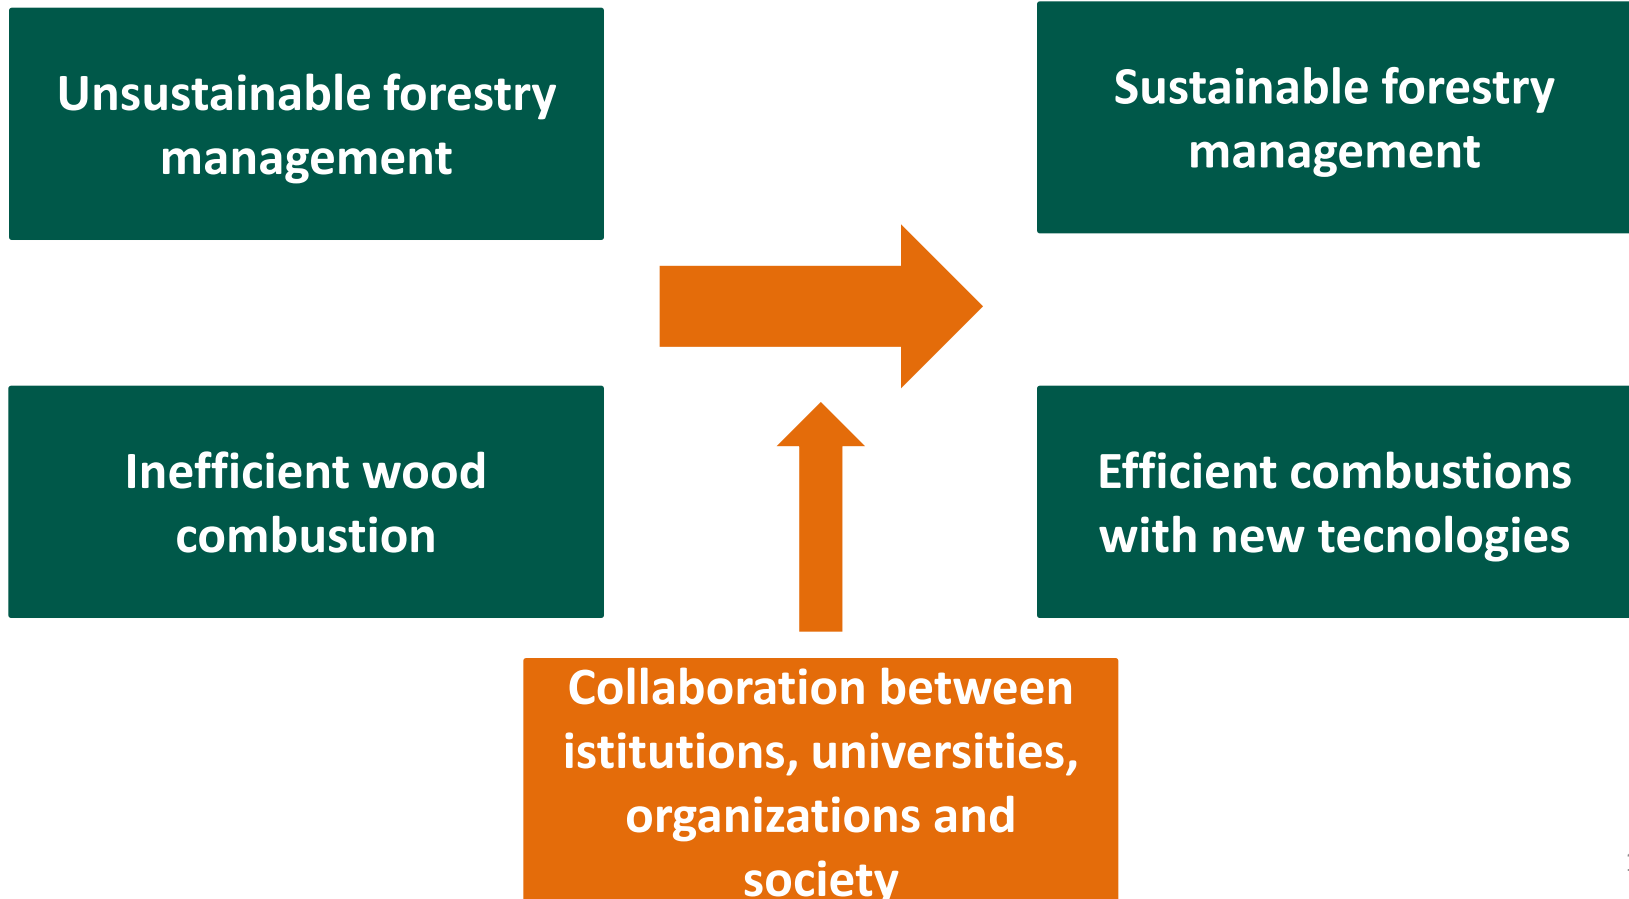 Unsustainable forestry
management
Sustainable forestry
management
Inefficient wood
combustion
Efficient combustions
with new tecnologies
Collaboration between
istitutions, universities,
organizations and
society